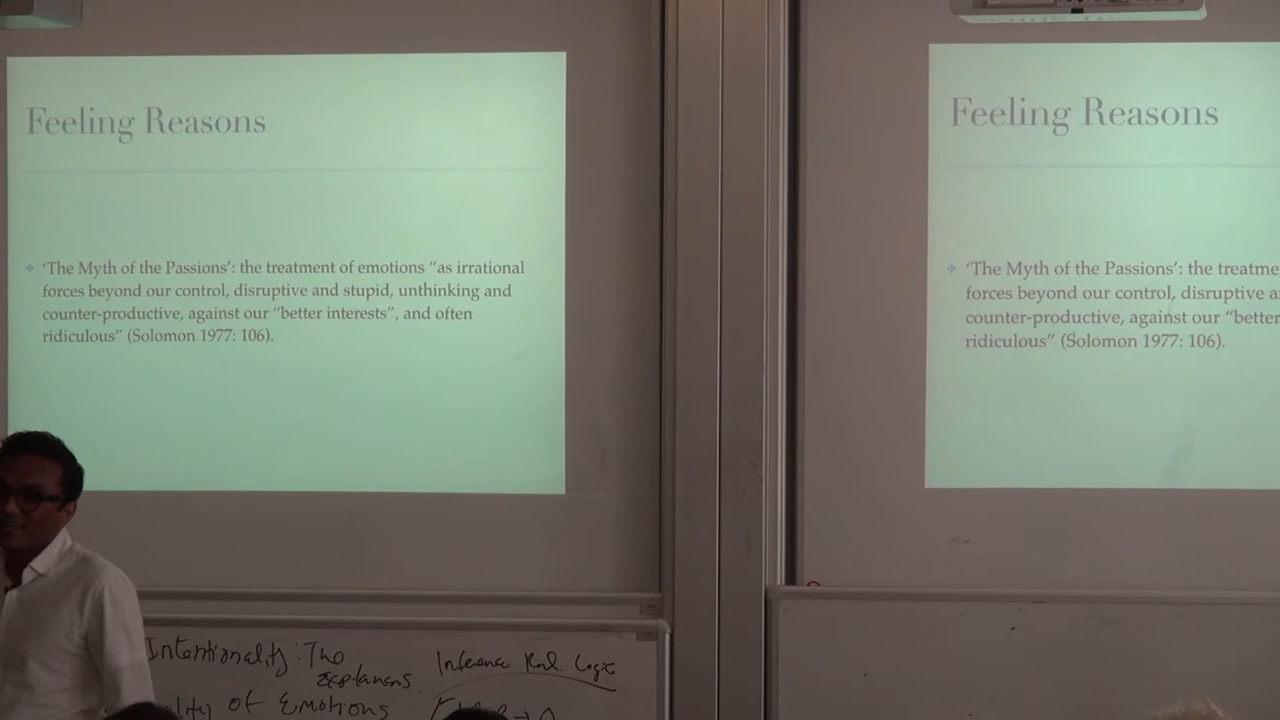 Feeling Reasons
'The Myth of the Passions': the treatment of emotions “as irrational
forces beyond our control, disruptive and stupid, unthinking and
counter-productive, against our “better interests”, and often
ridiculous” (Solomon 1977: 106).
Feeling Reasons
'The Myth of the Passions': the treatme
forces beyond our control, disruptive a
counter-productive, against our “better
ridiculous” (Solomon 1977: 106).
Intentionality: Two
of Emotions
Inference Logic